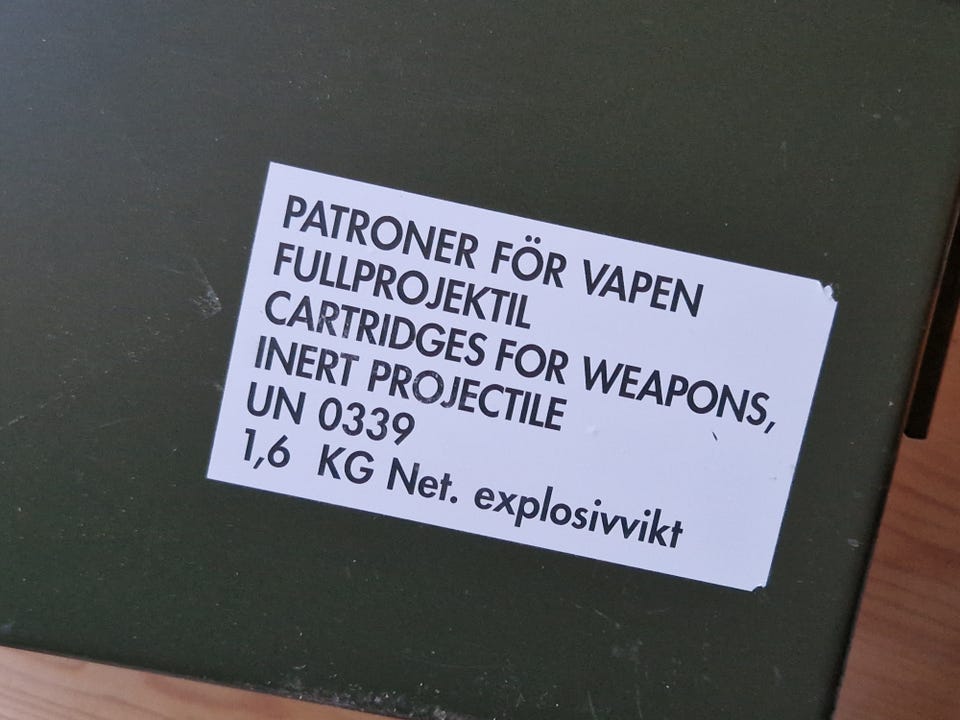 PATRONER FÖR VAPEN
FULLPROJEKTIL
CARTRIDGES FOR WEAPONS,
INERT PROJECTILE
UN 0339
1,6 KG Net. explosivvikt